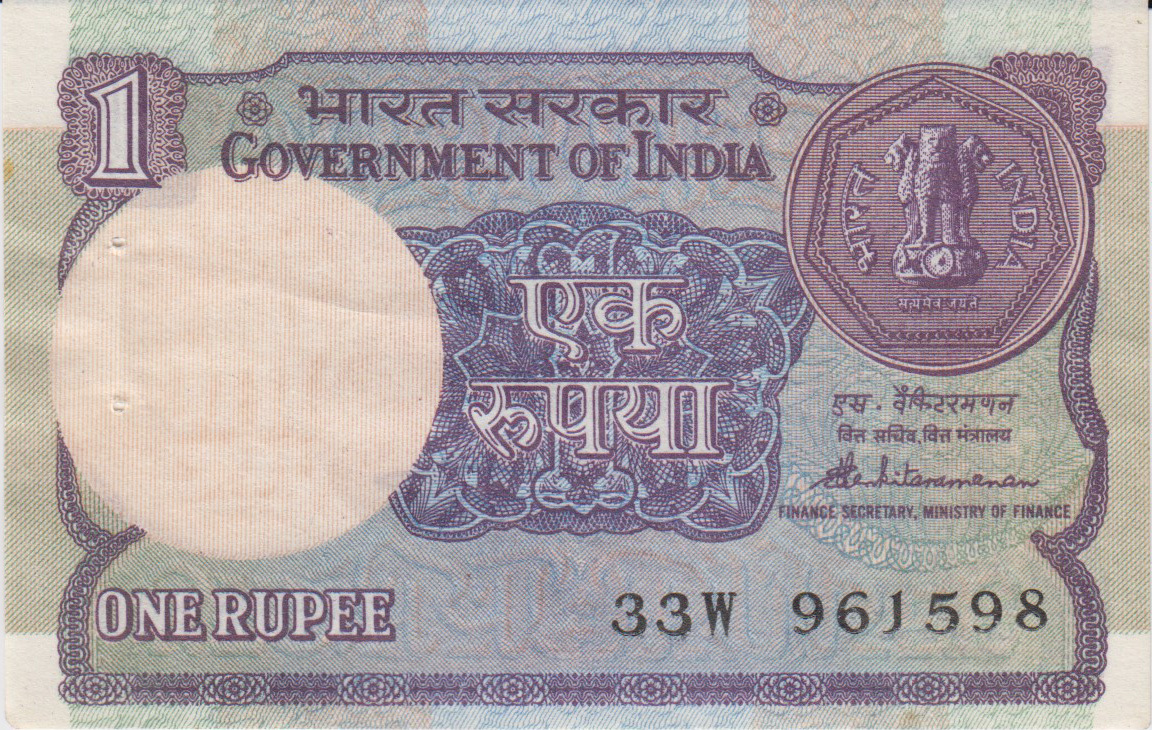 1
भारत सरकार
GOVERNMENT OF INDIA
भारत
INDIA
सत्यमेव जयते
एक
रुपया
एस. वेंकिटरमणन
वित्त सचिव, वित्त मंत्रालय
SVenkitaramanan
FINANCE SECRETARY, MINISTRY OF FINANCE
ONE RUPEE
33W 961598